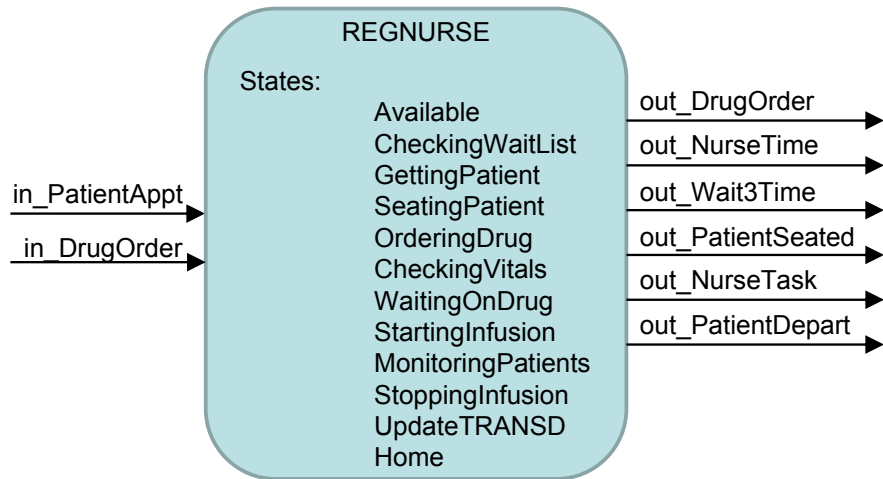 REGNURSE
States:
Available
CheckingWaitList
GettingPatient
SeatingPatient
OrderingDrug
CheckingVitals
WaitingOnDrug
StartingInfusion
MonitoringPatients
StoppingInfusion
UpdateTRANSD
Home
in_PatientAppt
in_DrugOrder
out_DrugOrder
out_NurseTime
out_Wait3Time
out_PatientSeated
out_NurseTask
out_PatientDepart